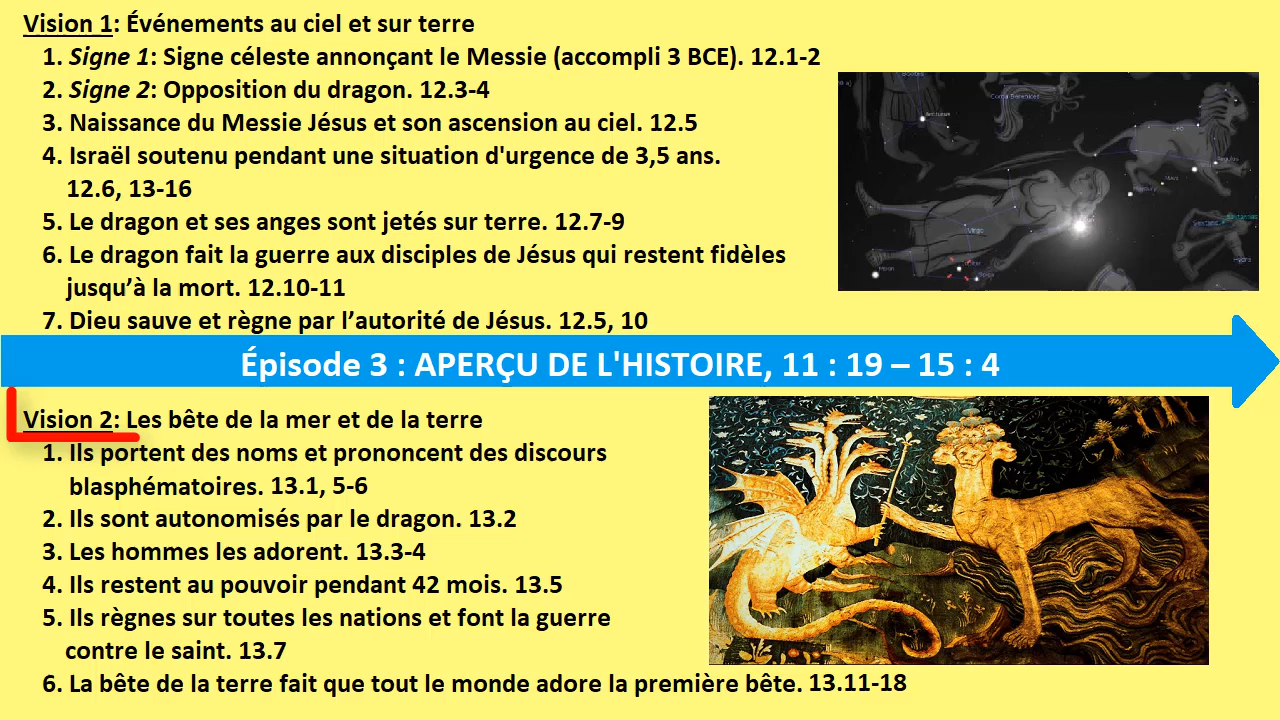 Vision 1: Événements au ciel et sur terre
1. Signe 1: Signe céleste annonçant le Messie (accompli 3 BCE). 12.1-2
2. Signe 2: Opposition du dragon. 12.3-4
3. Naissance du Messie Jésus et son ascension au ciel. 12.5
4. Israël soutenu pendant une situation d'urgence de 3,5 ans.
12.6, 13-16
5. Le dragon et ses anges sont jetés sur terre. 12.7-9
6. Le dragon fait la guerre aux disciples de Jésus qui restent fidèles
jusqu’à la mort. 12.10-11
7. Dieu sauve et règne par l’autorité de Jésus. 12.5, 10
Coma Berenices
Arcturus
Leo
Regulus
Mercury
Virgo
Moon
Spica
Hydra
Épisode 3 : APERÇU DE L'HISTOIRE, 11 : 19 – 15 : 4
Vision 2: Les bête de la mer et de la terre
1. Ils portent des noms et prononcent des discours
blasphématoires. 13.1, 5-6
2. Ils sont autonomisés par le dragon. 13.2
3. Les hommes les adorent. 13.3-4
4. Ils restent au pouvoir pendant 42 mois. 13.5
5. Ils règnes sur toutes les nations et font la guerre
contre le saint. 13.7
6. La bête de la terre fait que tout le monde adore la première bête. 13.11-18